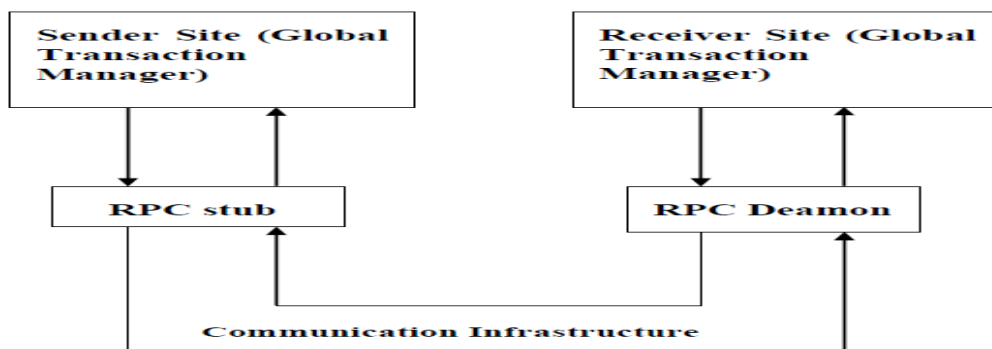 Sender Site (Global
Transaction
Manager)
Receiver Site (Global
Transaction
Manager)
RPC stub
RPC Deamon
Communication Infrastructure